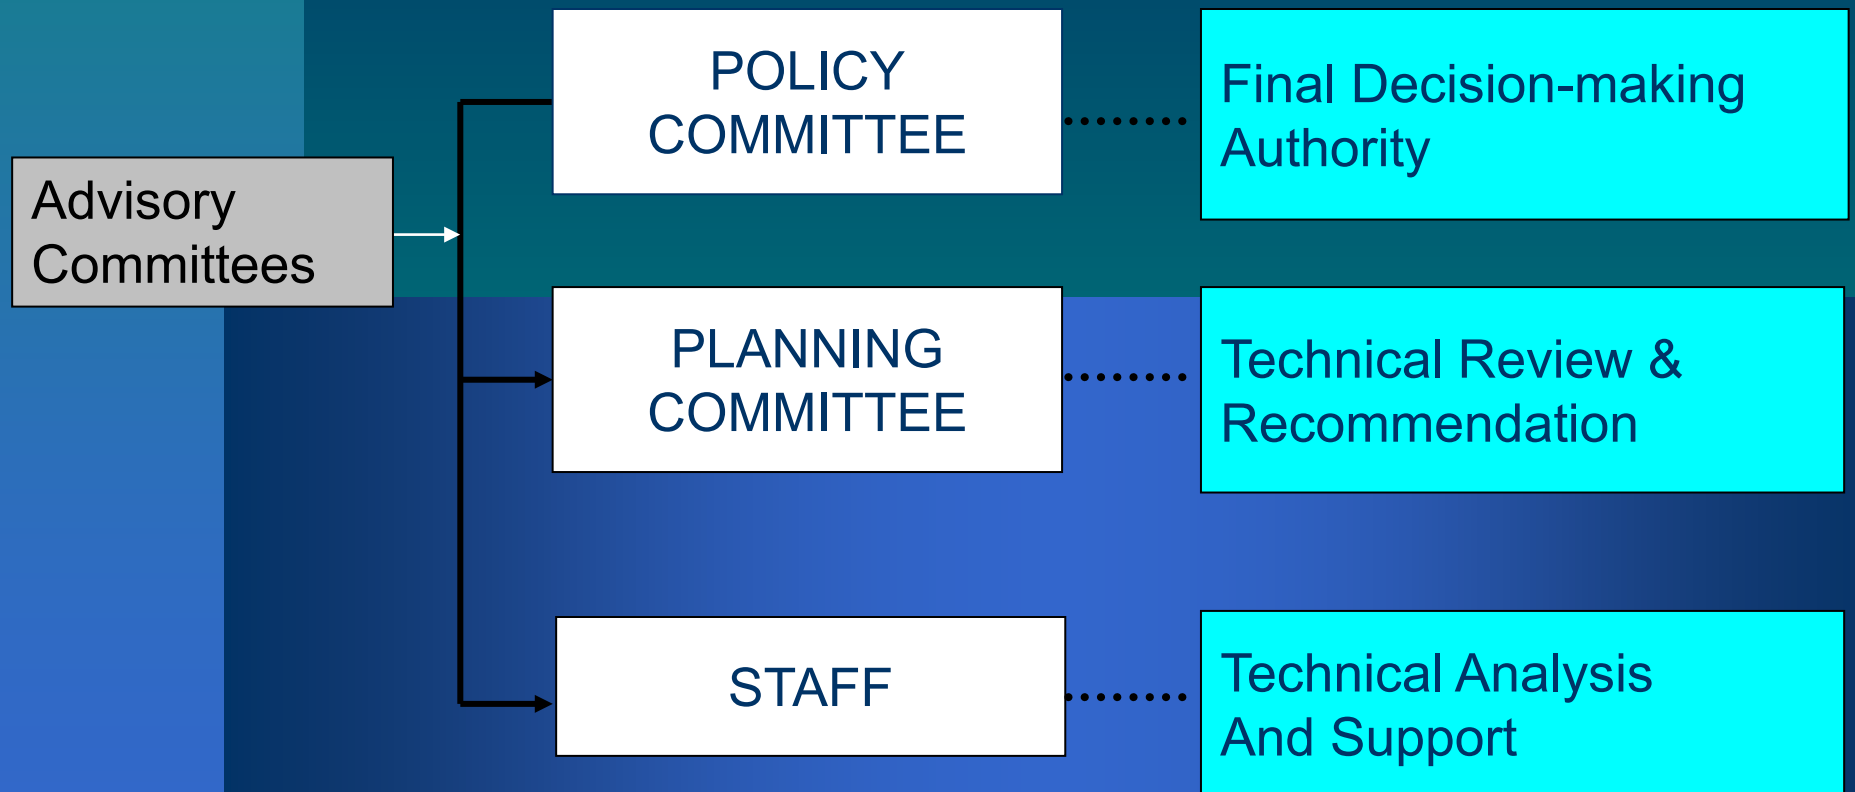 Advisory
Committees
POLICY
COMMITTEE
Final Decision-making
Authority
PLANNING
COMMITTEE
Technical Review &
Recommendation
STAFF
Technical Analysis
And Support